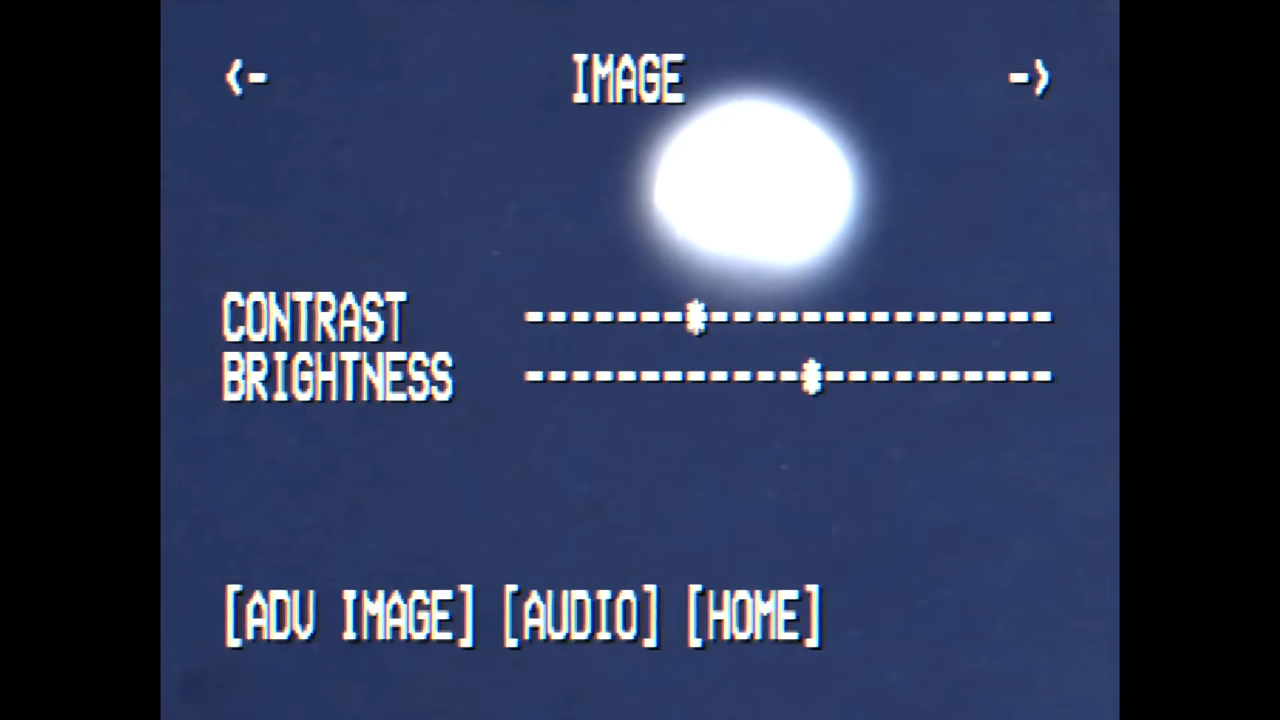 <- IMAGE ->
CONTRAST -------*---------------
BRIGHTNESS ------------*----------
[ADV IMAGE] [AUDIO] [HOME]